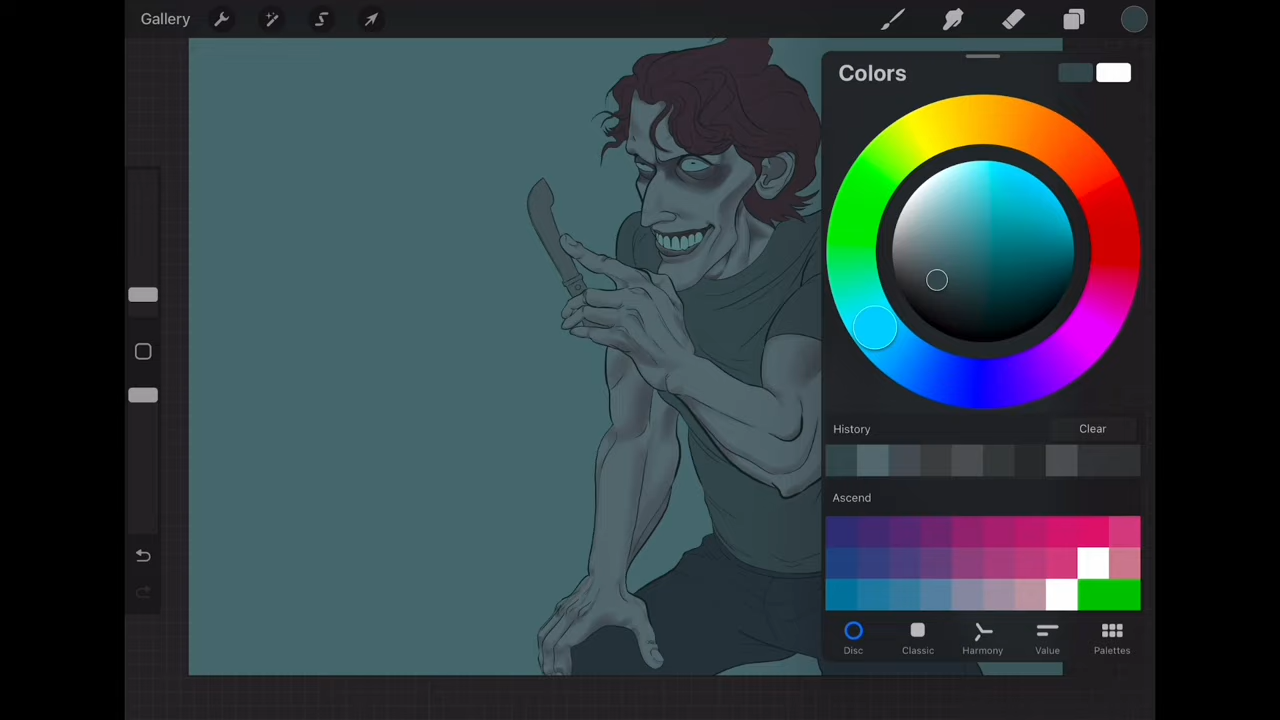 Gallery
Colors
History
Clear
Ascend
Disc
Classic
Harmony
Value
Palettes